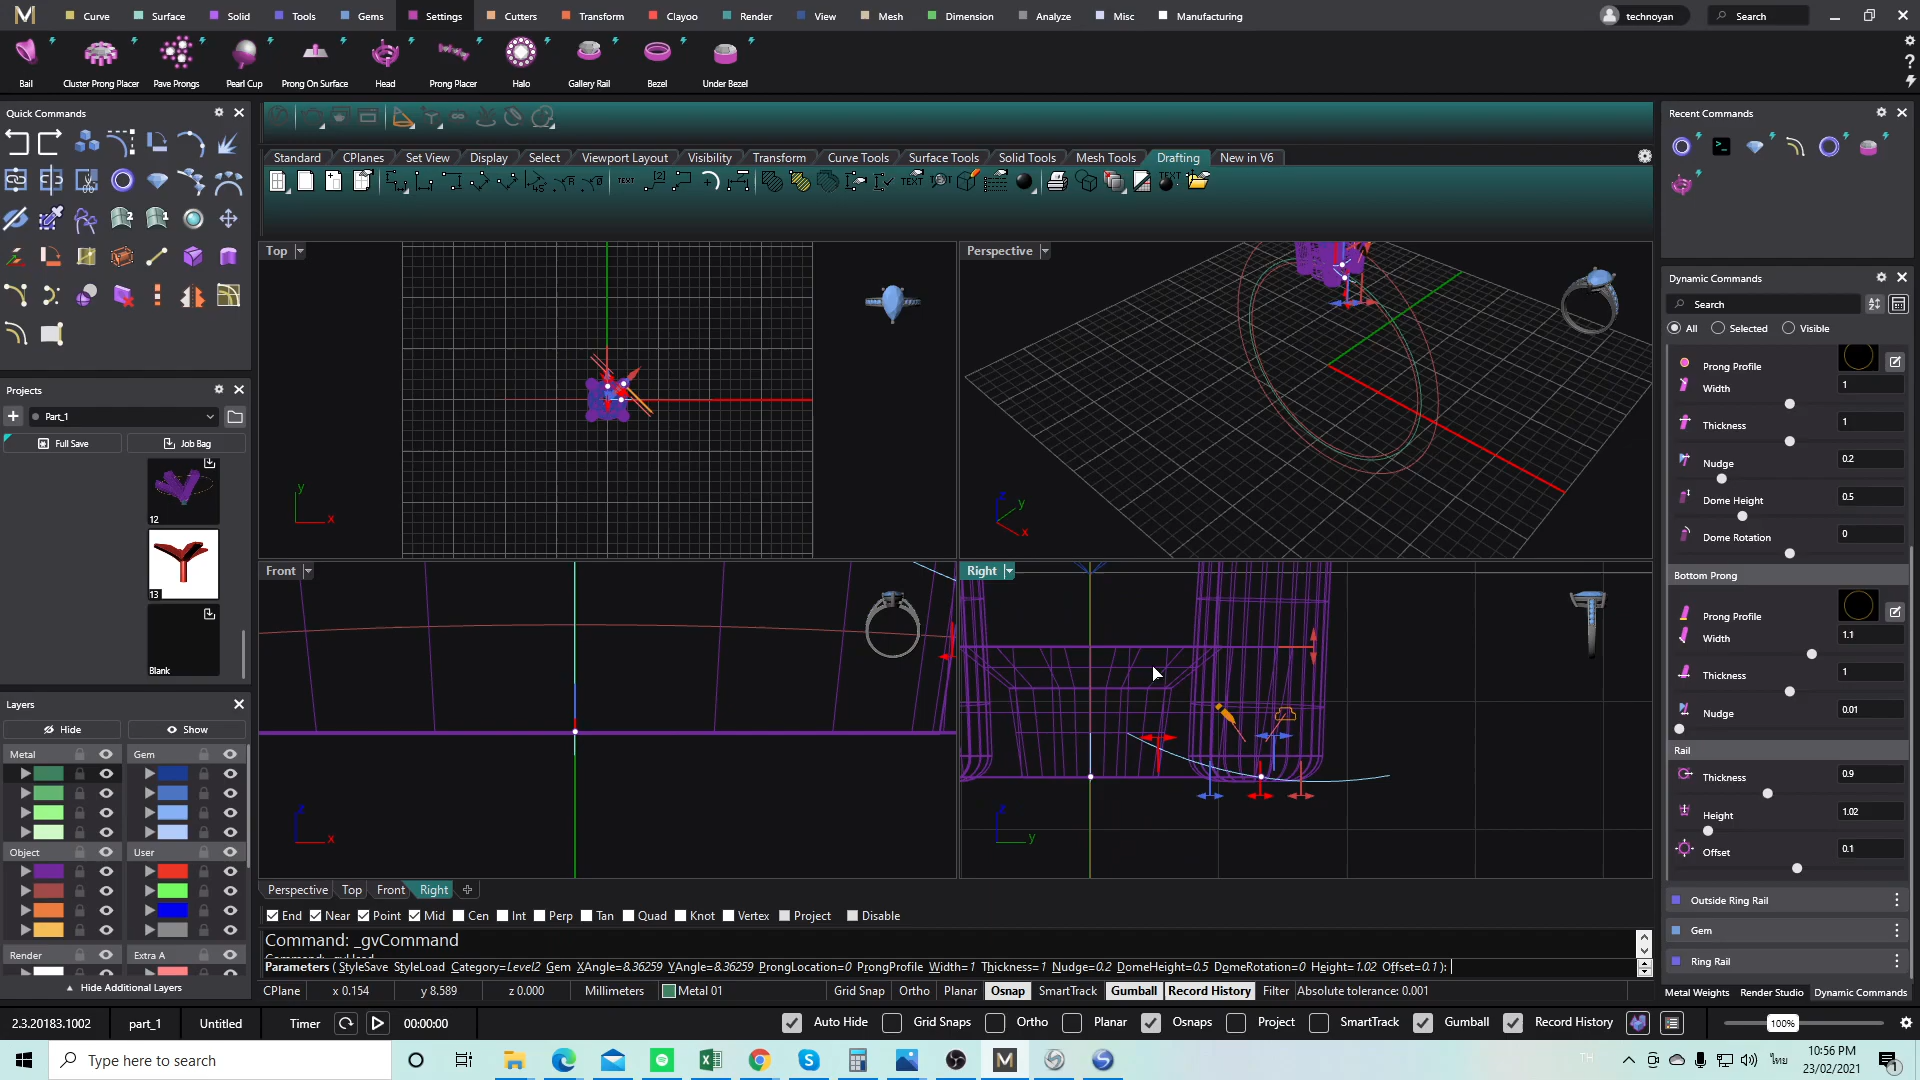 Curve Surface Solid Tools Gems Settings Cutters Transform Clayoo Render View Mesh Dimension Analyze Misc Manufacturing technoyan Search
Bail Cluster Prong Placer Pave Prongs Pearl Cup Prong On Surface Head Prong Placer Halo Gallery Rail Bezel Under Bezel
Quick Commands
Standard CPlanes Set View Display Select Viewport Layout Visibility Transform Curve Tools Surface Tools Solid Tools Mesh Tools Drafting New in V6
Recent Commands
Top
Perspective
Dynamic Commands
Search
All Selected Visible
Prong Profile
Width 1
Thickness 1
Nudge 0.2
Dome Height 0.5
Dome Rotation 0
Bottom Prong
Prong Profile
Width 1.1
Thickness 1
Nudge 0.01
Rail
Thickness 0.9
Height 1.02
Offset 0.1
Outside Ring Rail
Gem
Ring Rail
Metal Weights Render Studio Dynamic Commands
Projects
Part_1
Full Save Job Bag
12
13
Blank
Layers
Hide Show
Metal Gem
Object User
Render Extra A
Hide Additional Layers
y
x
z
y
x
Front
z
x
Right
z
y
Perspective Top Front Right
End Near Point Mid Cen Int Perp Tan Quad Knot Vertex Project Disable
Command: _gvCommand
Parameters ( StyleSave StyleLoad Category=Level2 Gem XAngle=8.36259 YAngle=8.36259 ProngLocation=0 ProngProfile Width=1 Thickness=1 Nudge=0.2 DomeHeight=0.5 DomeRotation=0 Height=1.02 Offset=0.1 ):
CPlane x 0.154 y 8.589 z 0.000 Millimeters Metal 01 Grid Snap Ortho Planar Osnap SmartTrack Gumball Record History Filter Absolute tolerance: 0.001
2.3.20183.1002 part_1 Untitled Timer 00:00:00 Auto Hide Grid Snaps Ortho Planar Osnaps Project SmartTrack Gumball Record History 100%
Type here to search
ไทย
10:56 PM
23/02/2021